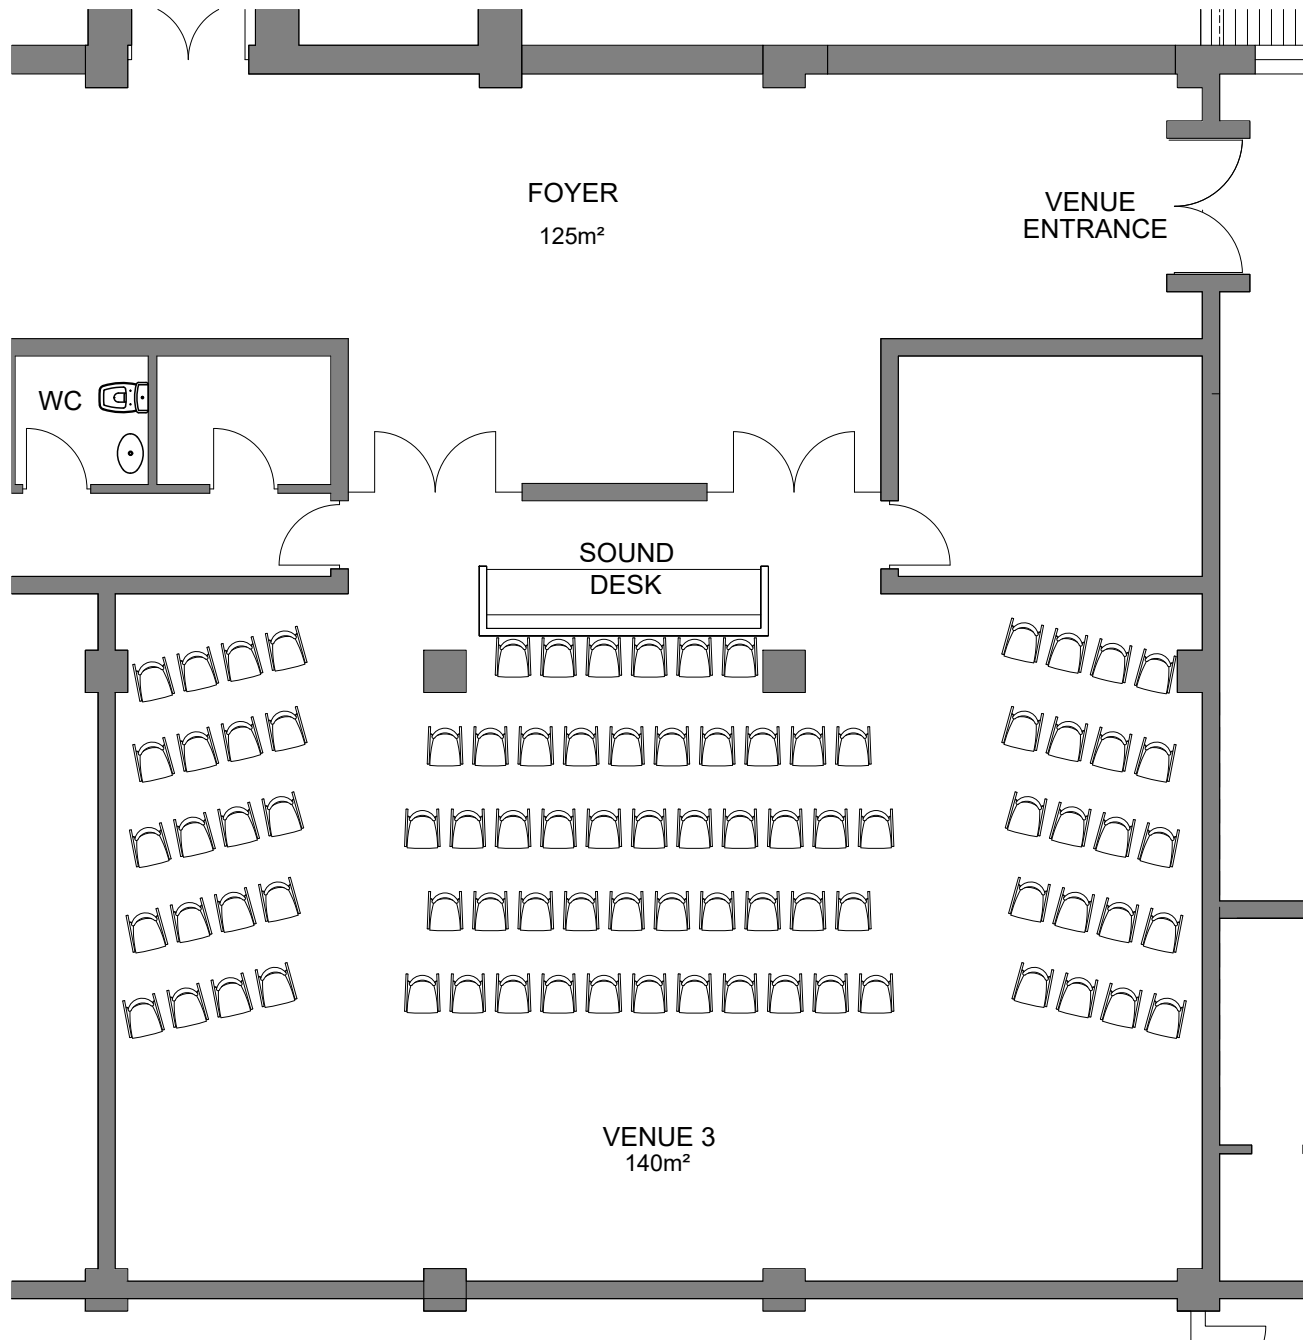 FOYER
125m²
VENUE
ENTRANCE
WC
SOUND
DESK
VENUE 3
140m²